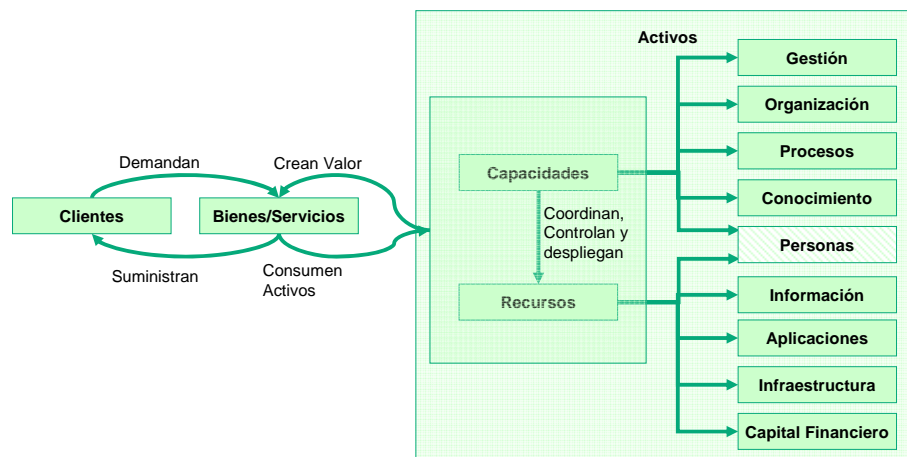 Activos
Gestión
Organización
Procesos
Conocimiento
Personas
Información
Aplicaciones
Infraestructura
Capital Financiero
Capacidades
Coordinan,
Controlan y
despliegan
Recursos
Demandan
Crean Valor
Clientes
Bienes/Servicios
Suministran
Consumen
Activos